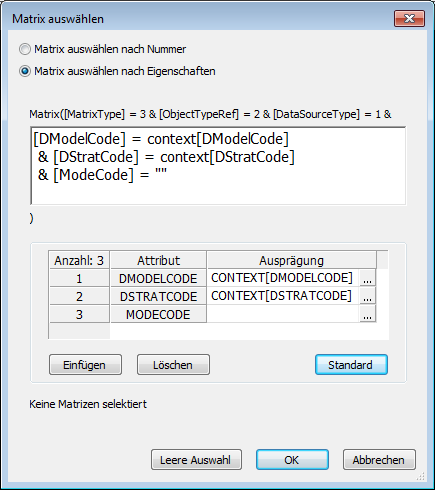 Matrix auswählen
Matrix auswählen nach Nummer
Matrix auswählen nach Eigenschaften
Matrix([MatrixType] = 3 & [ObjectTypeRef] = 2 & [DataSourceType] = 1 &
[DModelCode] = context[DModelCode]
& [DStratCode] = context[DStratCode]
& [ModeCode] = ""
)
Anzahl: 3 Attribut Ausprägung
1 DMODELCODE CONTEXT[DMODELCODE] ...
2 DSTRATCODE CONTEXT[DSTRATCODE] ...
3 MODECODE ...
Einfügen Löschen Standard
Keine Matrizen selektiert
Leere Auswahl OK Abbrechen